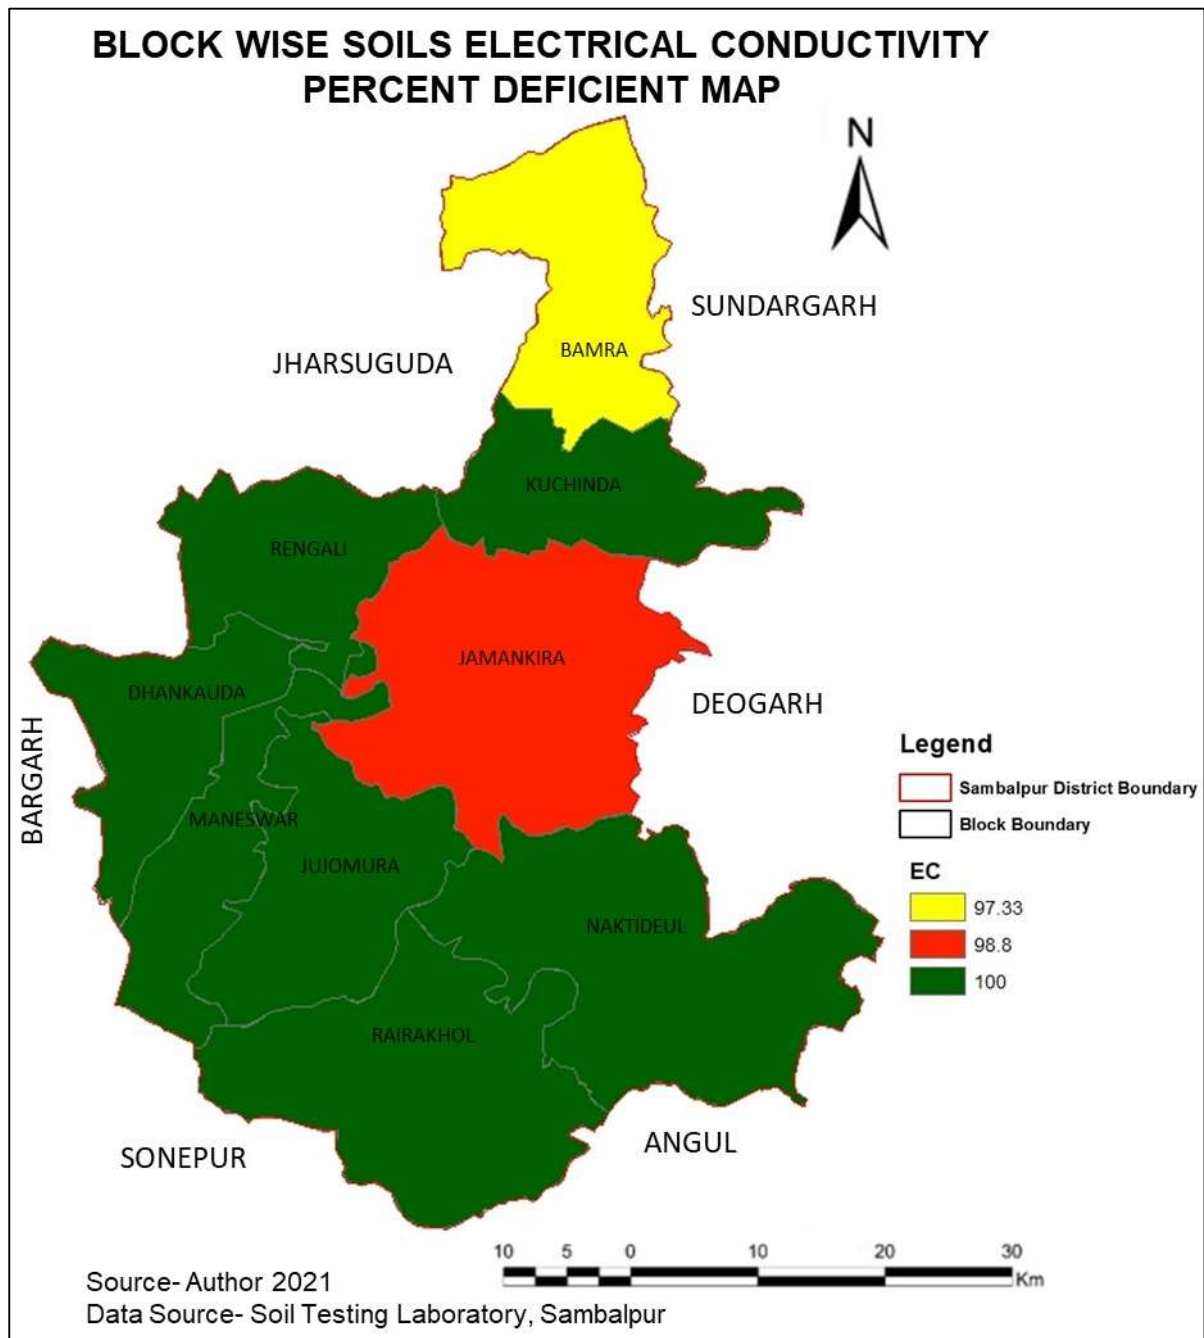 BLOCK WISE SOILS ELECTRICAL CONDUCTIVITY
PERCENT DEFICIENT MAP
N
SUNDARGARH
BAMRA
JHARSUGUDA
KUCHINDA
RENGALI
JAMANKIRA
DHANKAUDA
DEOGARH
BARGARH
Legend
Sambalpur District Boundary
Block Boundary
MANESWAR
JUJOMURA
EC
97.33
98.8
100
NAKTIDEUL
RAIRAKHOL
ANGUL
SONEPUR
10 5 0 10 20 30
Km
Source- Author 2021
Data Source- Soil Testing Laboratory, Sambalpur